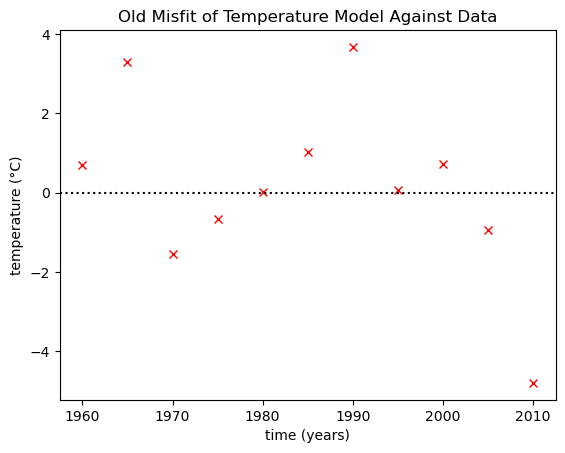 Old Misfit of Temperature Model Against Data
4
2
0
−2
−4
temperature (°C)
1960 1970 1980 1990 2000 2010
time (years)